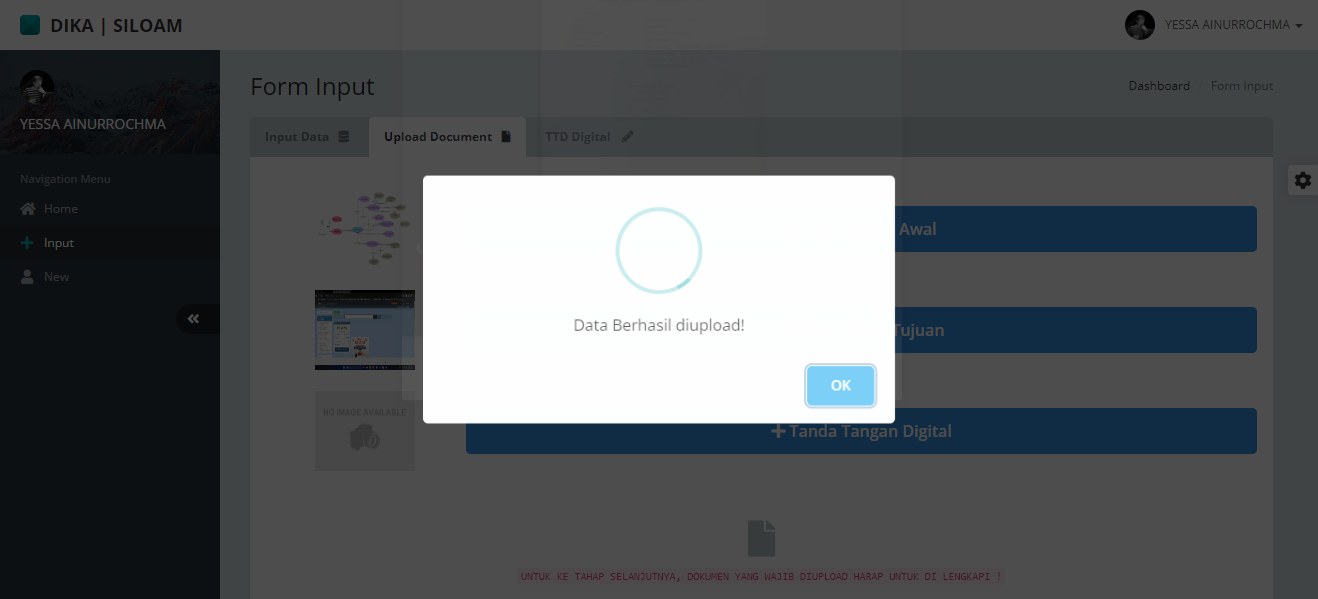 DIKA | SILOAM
YESSA AINURROCHMA
YESSA AINURROCHMA
Navigation Menu
Home
Input
New
Form Input
Dashboard / Form Input
Input Data
Upload Document
TTD Digital
Awal
Tujuan
Data Berhasil diupload!
OK
NO IMAGE AVAILABLE
Tanda Tangan Digital
UNTUK KE TAHAP SELANJUTNYA, DOKUMEN YANG WAJIB DIUPLOAD HARAP UNTUK DI LENGKAPI !